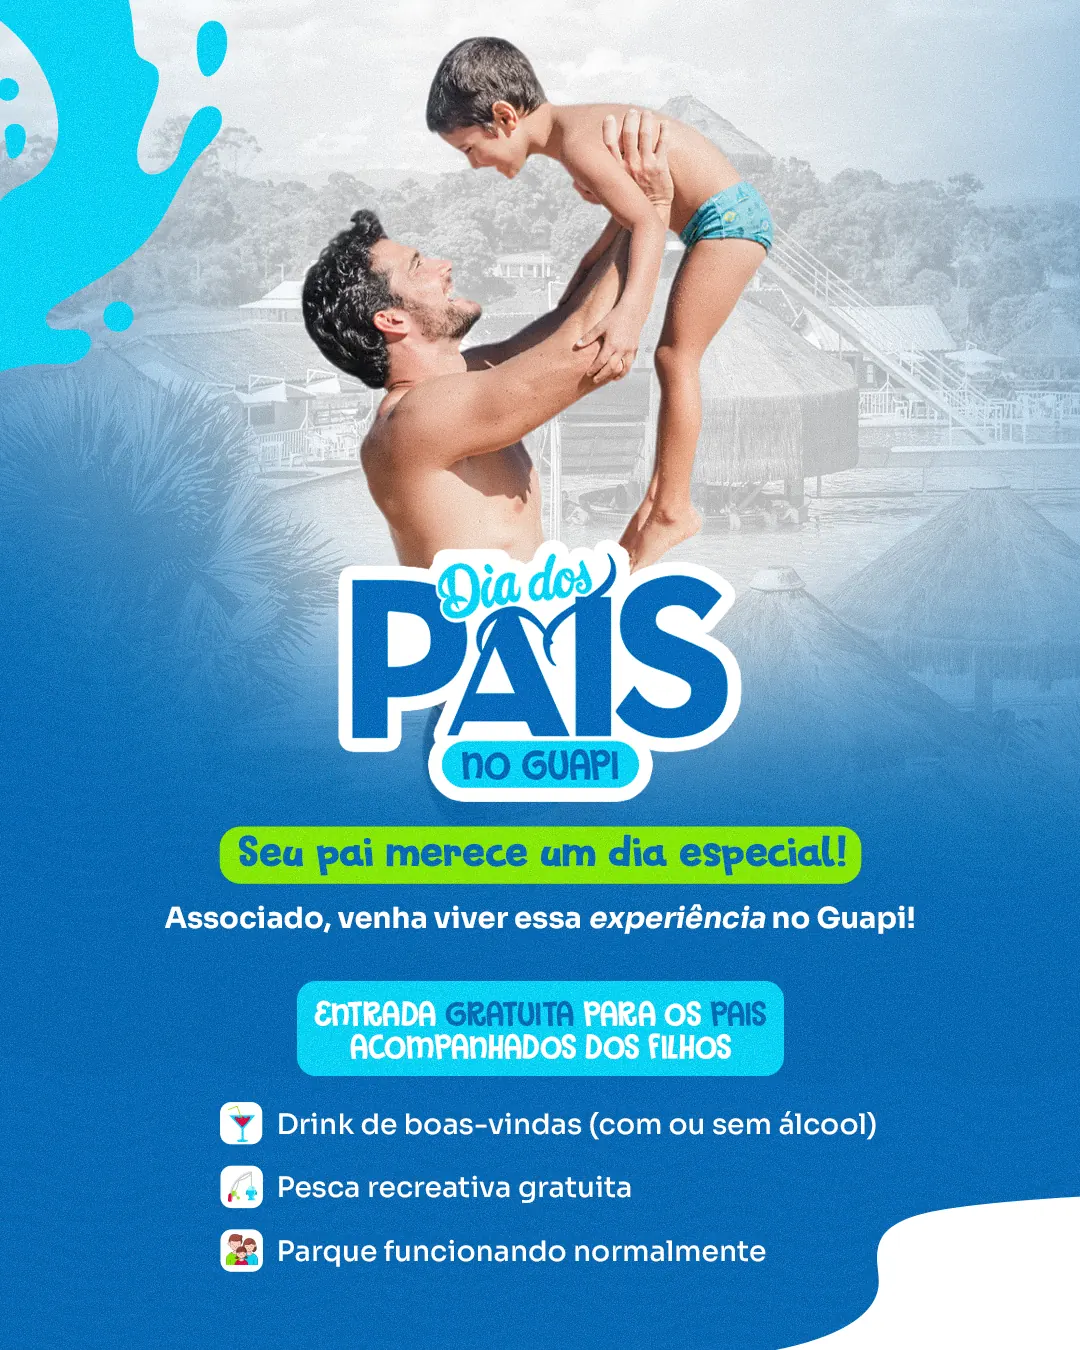 Dia dos
PAIS
NO GUAPI
Seu pai merece um dia especial!
Associado, venha viver essa experiência no Guapi!
ENTRADA GRATUITA PARA OS PAIS
ACOMPANHADOS DOS FILHOS
Drink de boas-vindas (com ou sem álcool)
Pesca recreativa gratuita
Parque funcionando normalmente